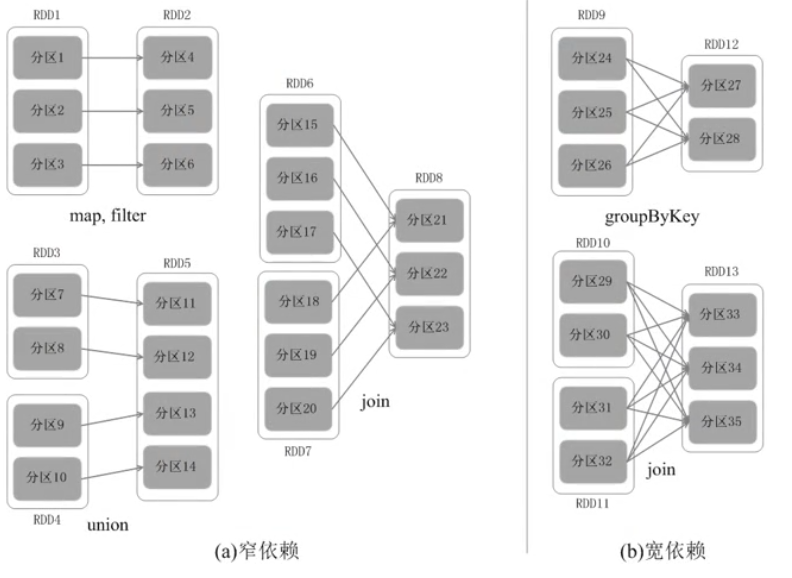 RDD1
分区1
分区2
分区3
RDD2
分区4
分区5
分区6
map, filter
RDD3
分区7
分区8
分区9
分区10
RDD4
RDD5
分区11
分区12
分区13
分区14
union
RDD6
分区15
分区16
分区17
分区18
分区19
分区20
RDD7
RDD8
分区21
分区22
分区23
join
(a)窄依赖
RDD9
分区24
分区25
分区26
RDD12
分区27
分区28
groupByKey
RDD10
分区29
分区30
分区31
分区32
RDD11
RDD13
分区33
分区34
分区35
join
(b)宽依赖